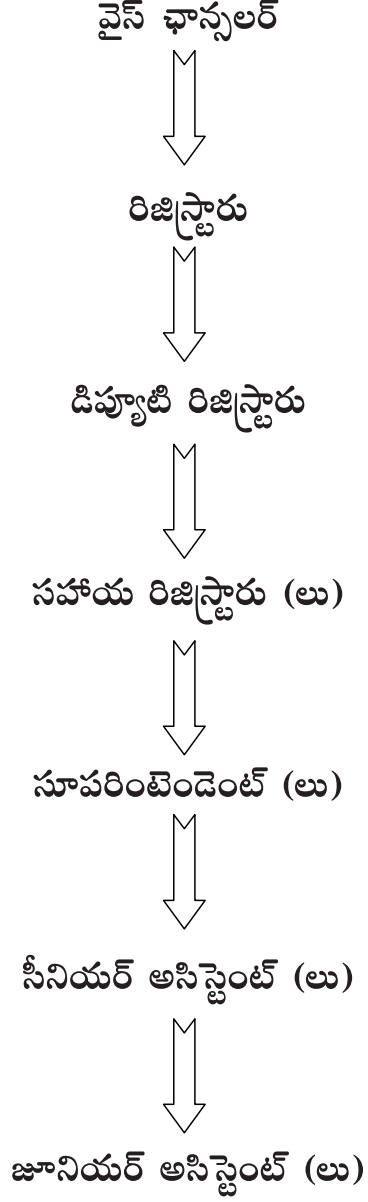 వైస్ ఛాన్సలర్
రిజిస్ట్రారు
డిప్యూటి రిజిస్ట్రారు
సహాయ రిజిస్ట్రారు (లు)
సూపరింటెండెంట్ (లు)
సీనియర్ అసిస్టెంట్ (లు)
జూనియర్ అసిస్టెంట్ (లు)